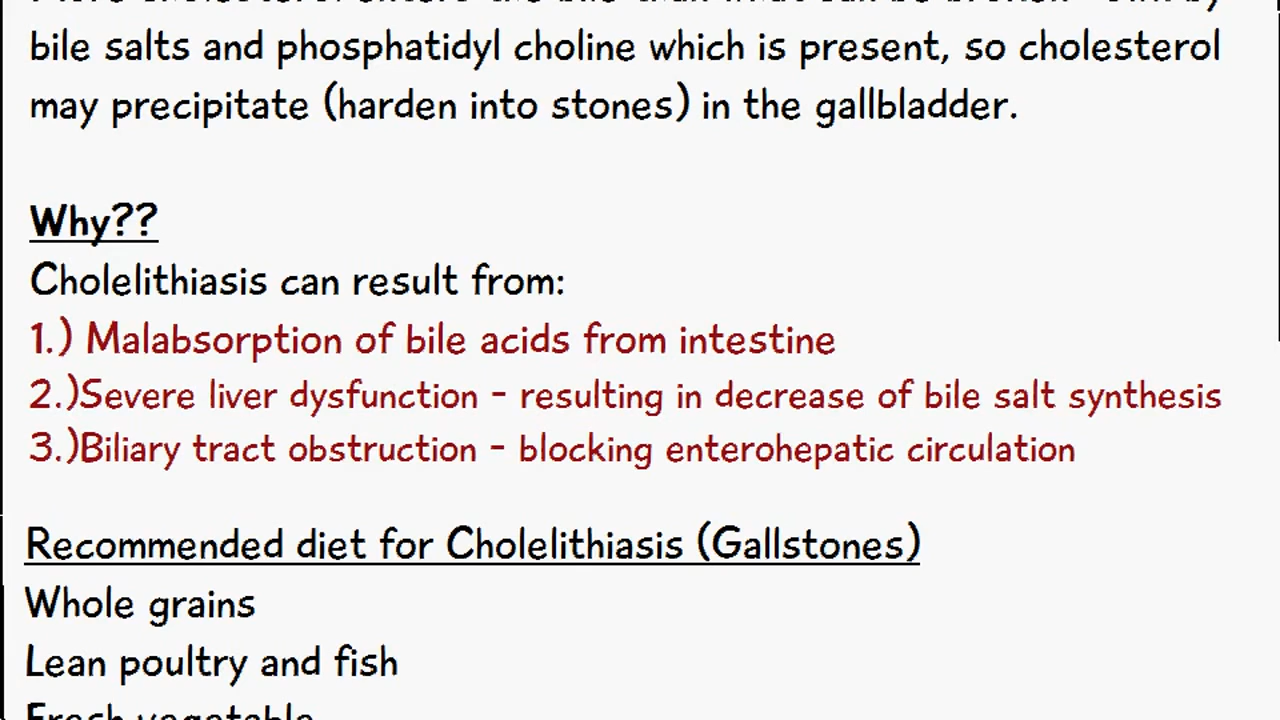 bile salts and phosphatidyl choline which is present, so cholesterol
may precipitate (harden into stones) in the gallbladder.
Why??
Cholelithiasis can result from:
1.) Malabsorption of bile acids from intestine
2.)Severe liver dysfunction - resulting in decrease of bile salt synthesis
3.)Biliary tract obstruction - blocking enterohepatic circulation
Recommended diet for Cholelithiasis (Gallstones)
Whole grains
Lean poultry and fish
Fresh vegetable